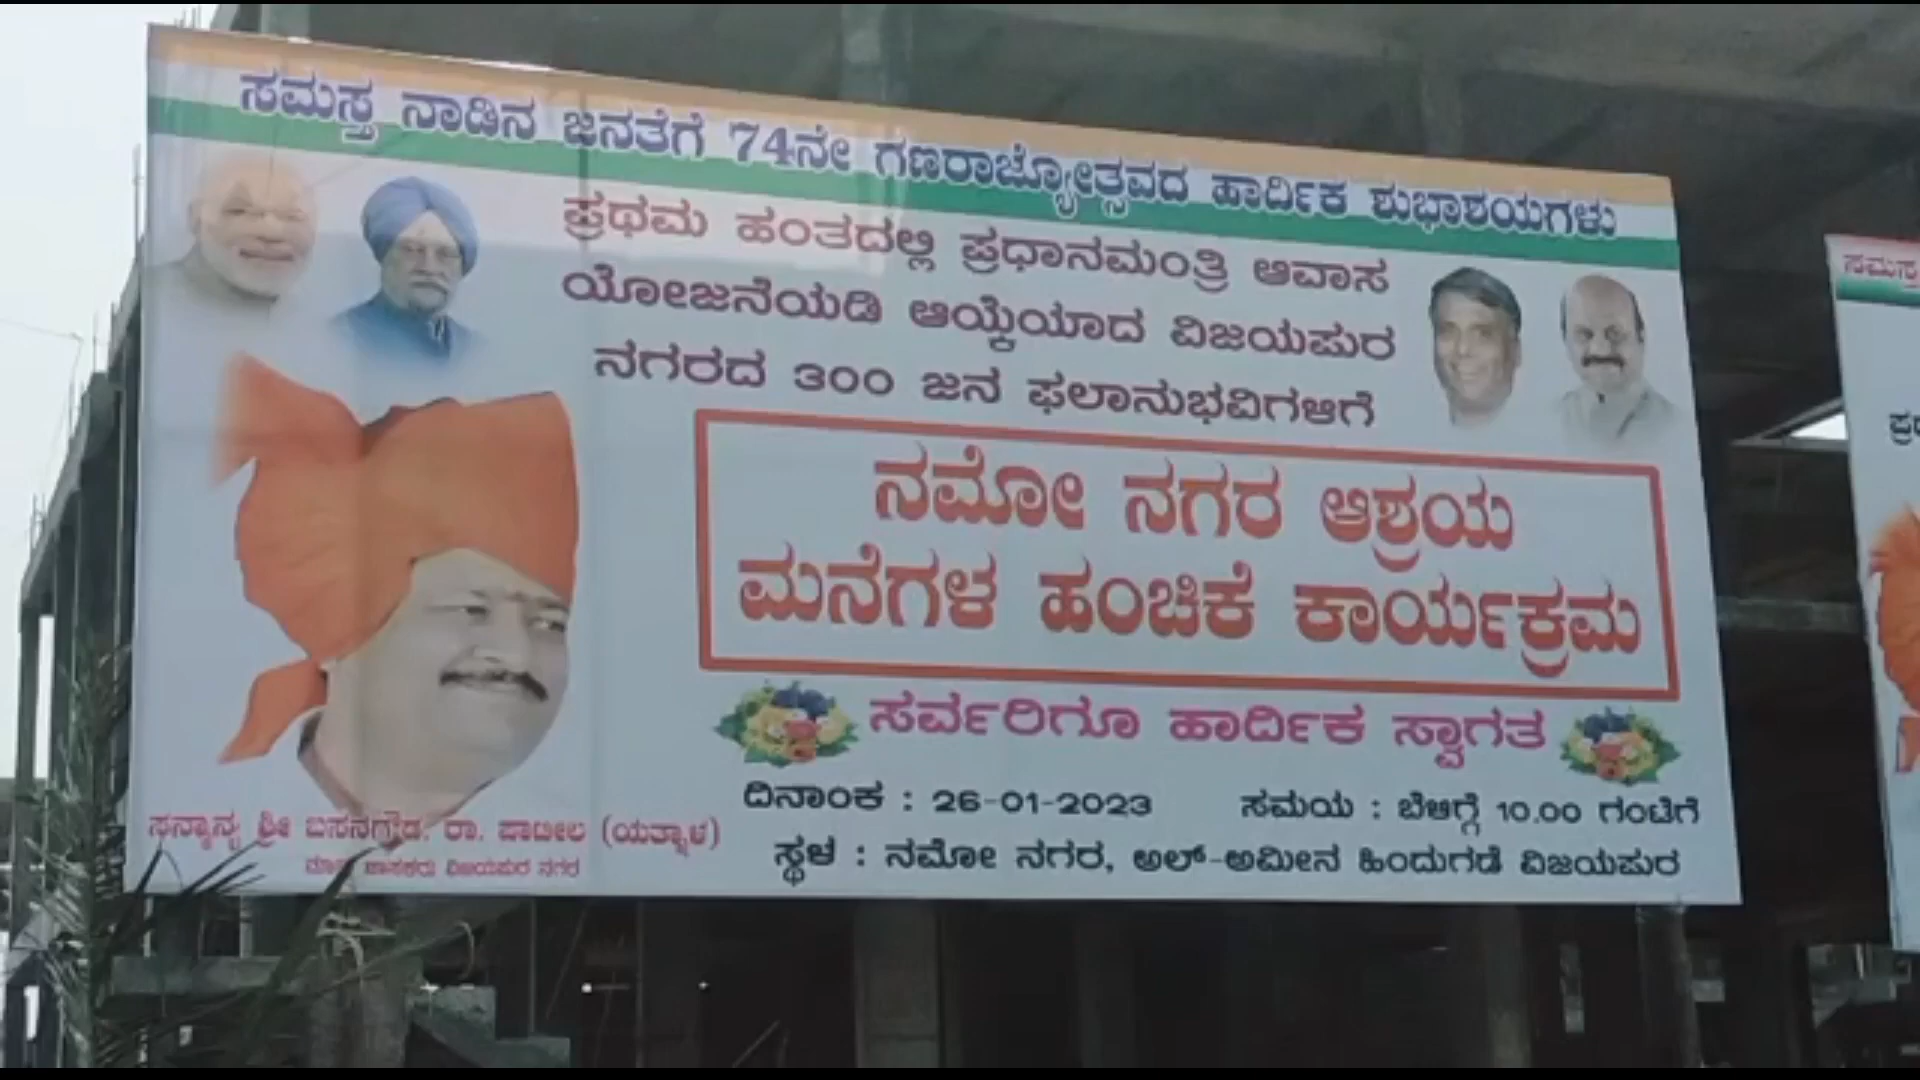 ಸಮಸ್ತ ನಾಡಿನ ಜನತೆಗೆ 74ನೇ ಗಣರಾಜ್ಯೋತ್ಸವದ ಹಾರ್ದಿಕ ಶುಭಾಶಯಗಳು
ಪ್ರಥಮ ಹಂತದಲ್ಲಿ ಪ್ರಧಾನಮಂತ್ರಿ ಆವಾಸ
ಯೋಜನೆಯಡಿ ಆಯ್ಕೆಯಾದ ವಿಜಯಪುರ
ನಗರದ ೩೦೦ ಜನ ಫಲಾನುಭವಿಗಳಿಗೆ
ನಮೋ ನಗರ ಆಶ್ರಯ
ಮನೆಗಳ ಹಂಚಿಕೆ ಕಾರ್ಯಕ್ರಮ
ಸರ್ವರಿಗೂ ಹಾರ್ದಿಕ ಸ್ವಾಗತ
ದಿನಾಂಕ : 26-01-2023 ಸಮಯ : ಬೆಳಿಗ್ಗೆ 10.00 ಗಂಟೆಗೆ
ಸ್ಥಳ : ನಮೋ ನಗರ, ಅಲ್-ಅಮೀನ ಹಿಂದುಗಡೆ ವಿಜಯಪುರ
ಸನ್ಮಾನ್ಯ ಶ್ರೀ ಬಸನಗೌಡ. ರಾ. ಪಾಟೀಲ (ಯತ್ನಾಳ)
ಶಾಸಕರು ವಿಜಯಪುರ ನಗರ
ಸಮಸ್ತ